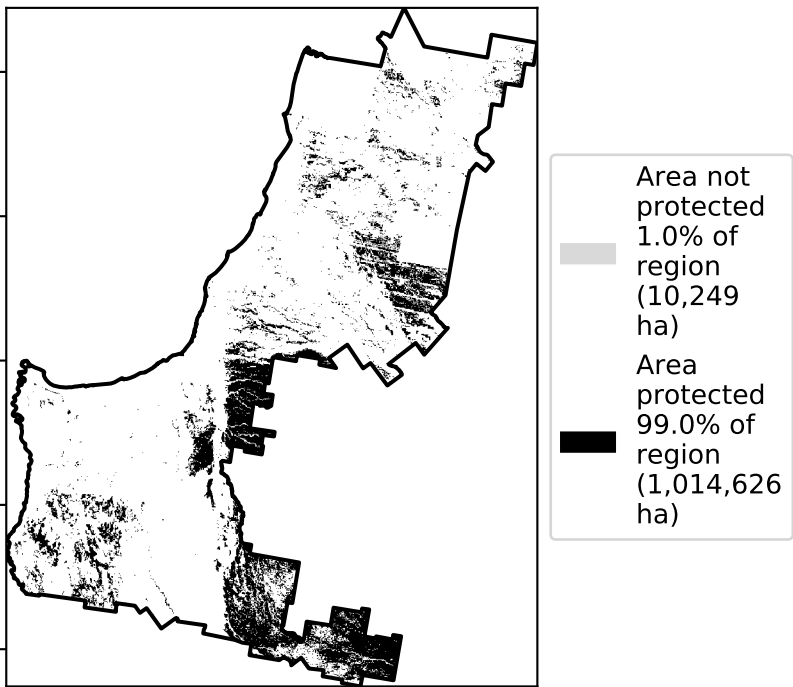 Area not
protected
1.0% of
region
(10,249
ha)
Area
protected
99.0% of
region
(1,014,626
ha)